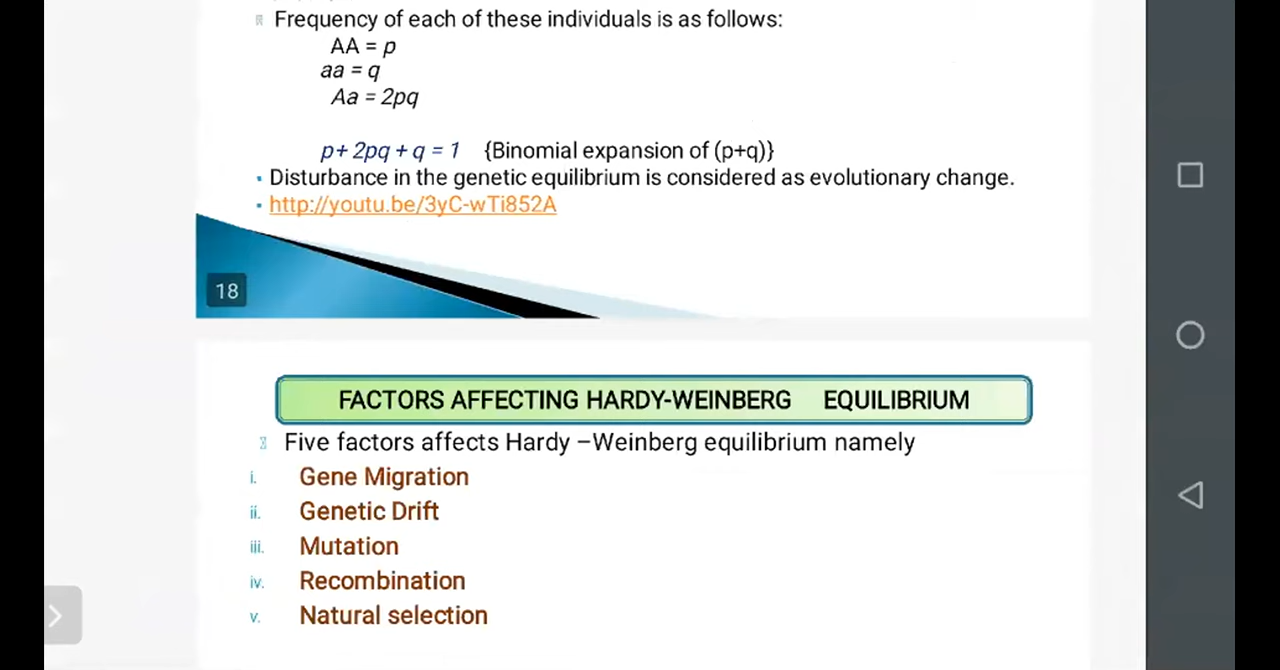 Frequency of each of these individuals is as follows:
AA = p
aa = q
Aa = 2pq
p+ 2pq + q = 1 {Binomial expansion of (p+q)}
• Disturbance in the genetic equilibrium is considered as evolutionary change.
• http://youtu.be/3yC-wTi852A
18
FACTORS AFFECTING HARDY-WEINBERG EQUILIBRIUM
Five factors affects Hardy –Weinberg equilibrium namely
i. Gene Migration
ii. Genetic Drift
iii. Mutation
iv. Recombination
v. Natural selection